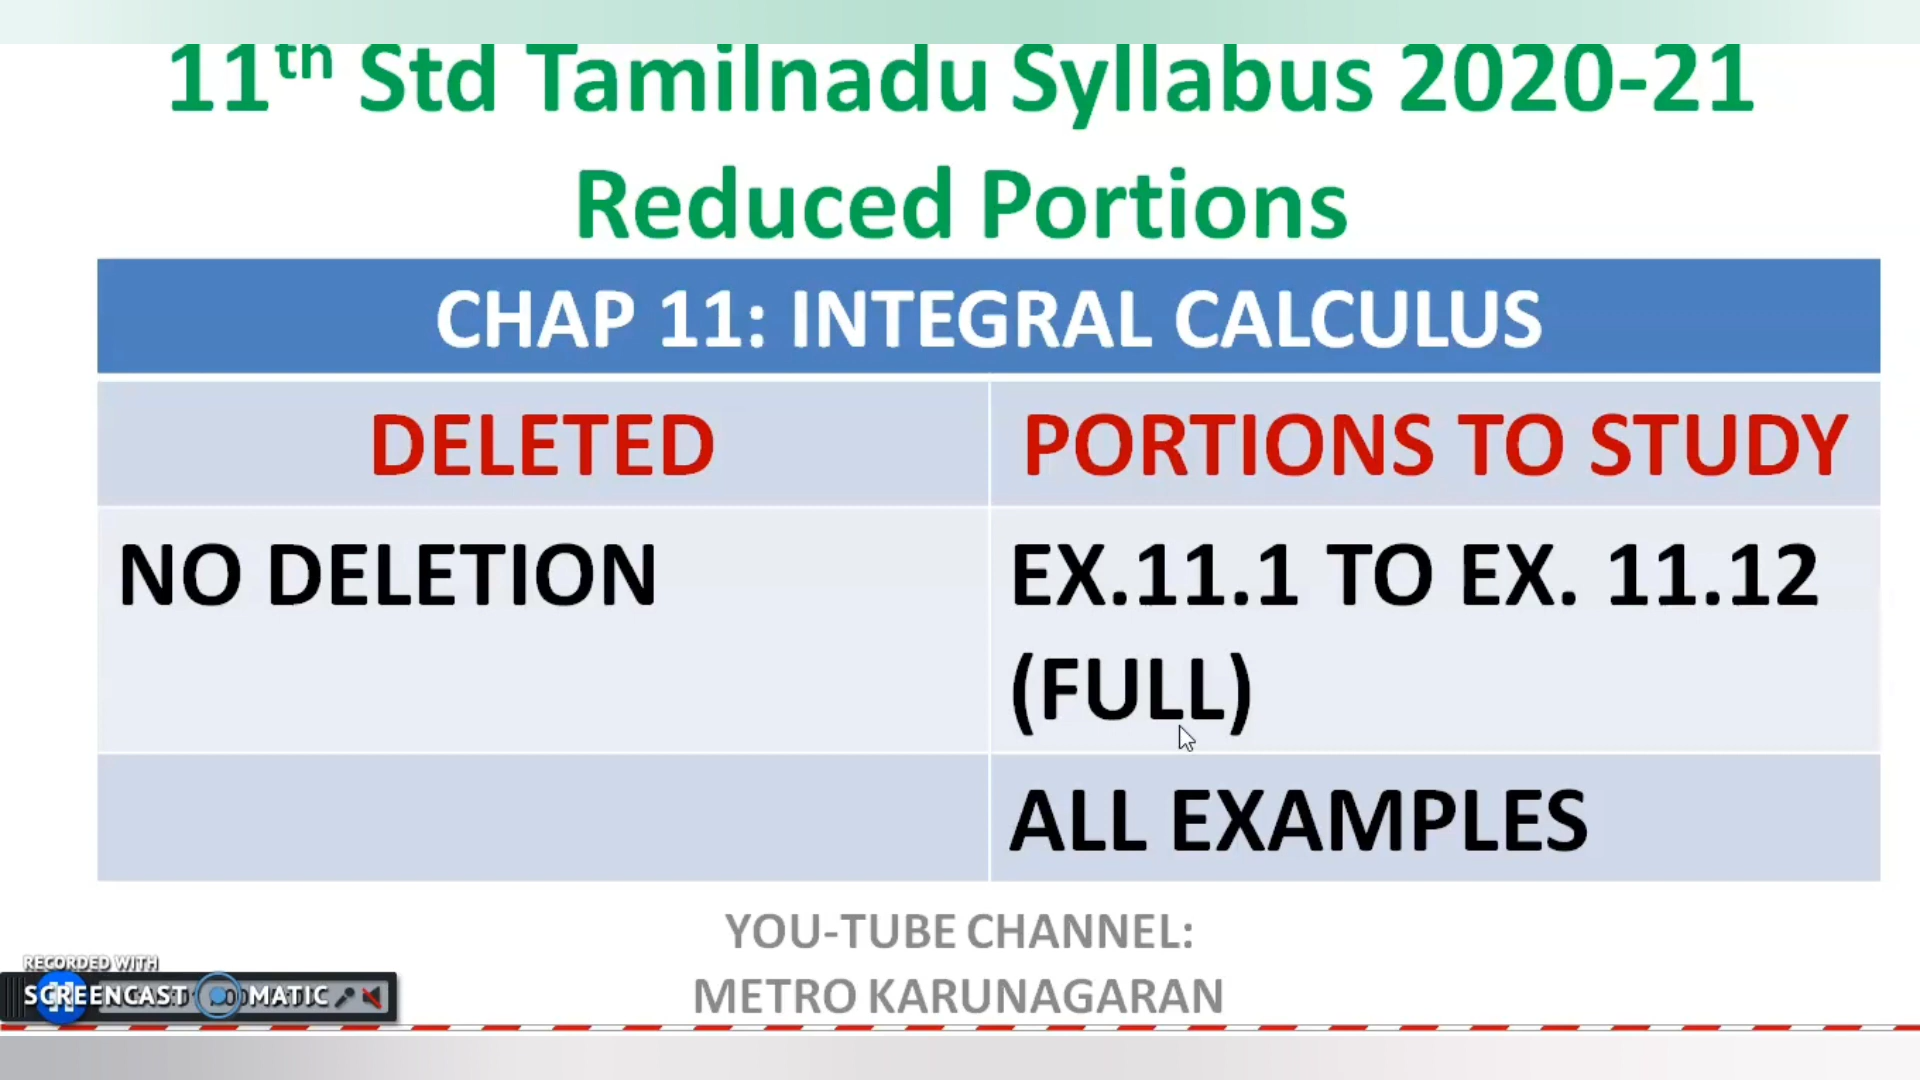 11th Std Tamilnadu Syllabus 2020-21
Reduced Portions
CHAP 11: INTEGRAL CALCULUS
DELETED
PORTIONS TO STUDY
NO DELETION
EX.11.1 TO EX. 11.12
(FULL)
ALL EXAMPLES
YOU-TUBE CHANNEL:
METRO KARUNAGARAN
RECORDED WITH
SCREENCAST MATIC